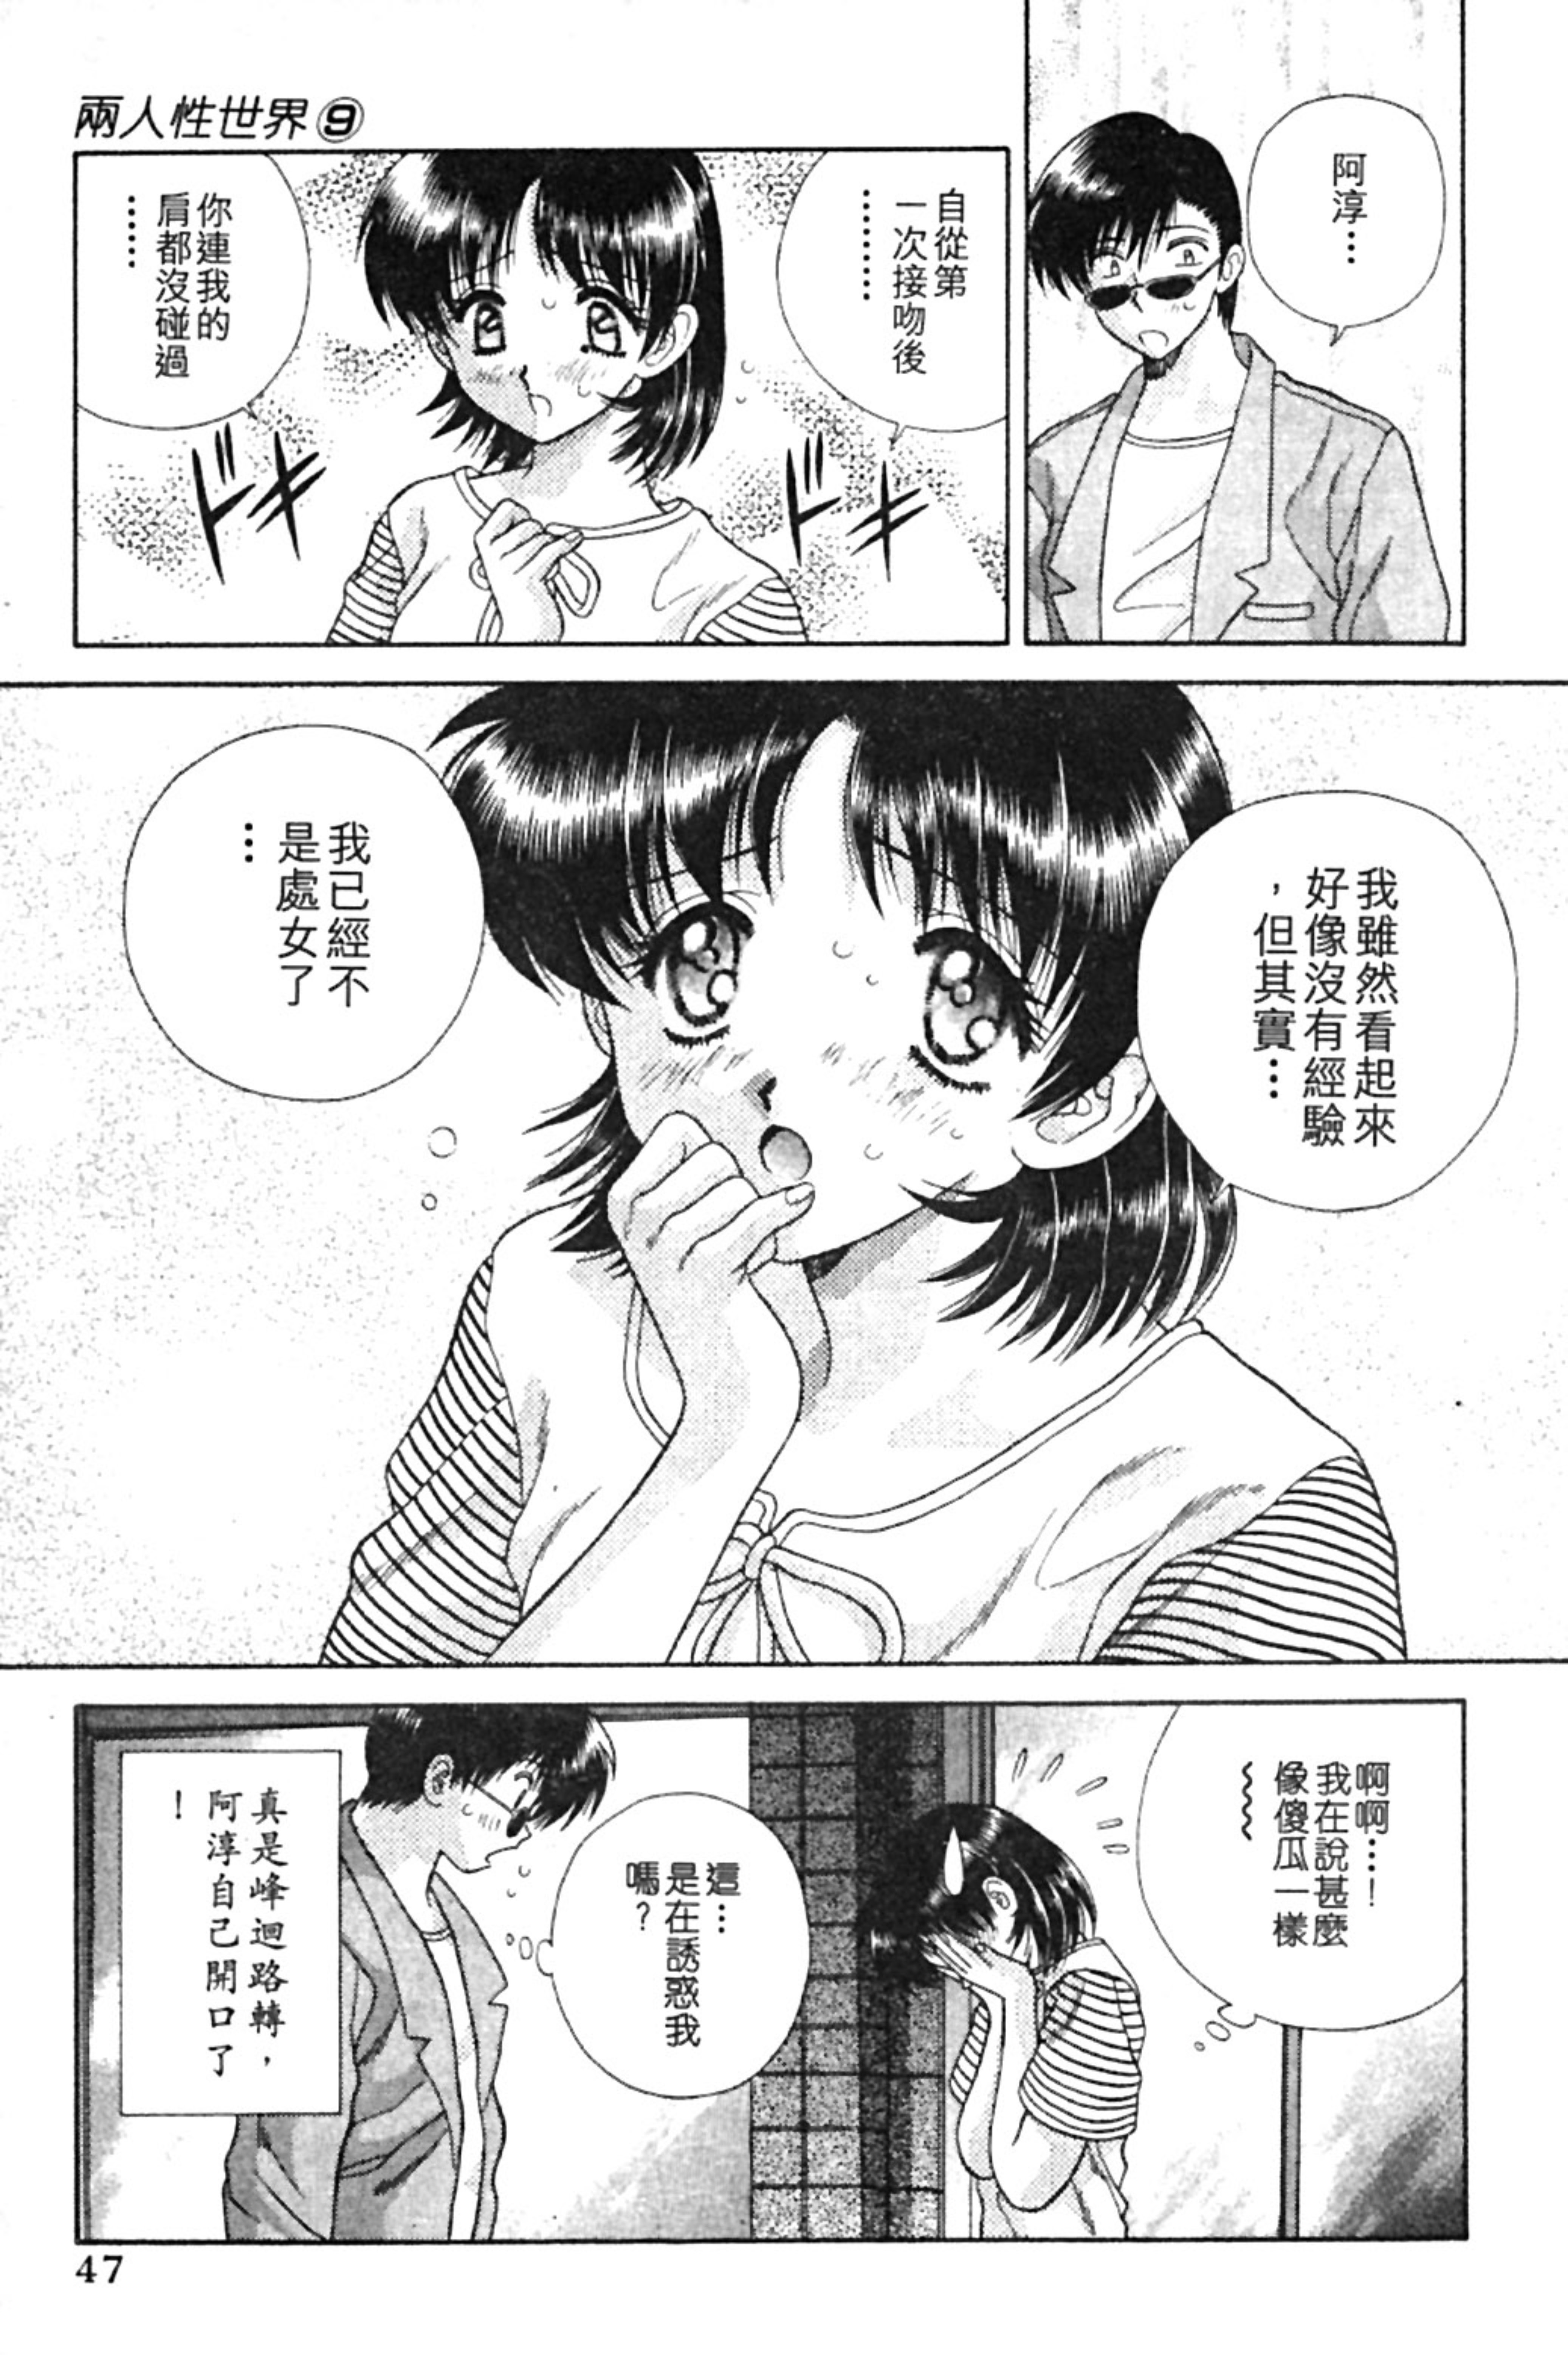 兩人性世界⑨
阿淳…
自從第
一次接吻後
………
你連我的
肩都沒碰過
……
ドキ
ドキ
我雖然看起來
好像沒有經驗
，但其實…
我已經不
是處女了
…
啊啊…！
我在說甚麼
像傻瓜一樣
～
這…
是在誘惑我
嗎？
真是峰迴路轉，
阿淳自己開口了
！
47